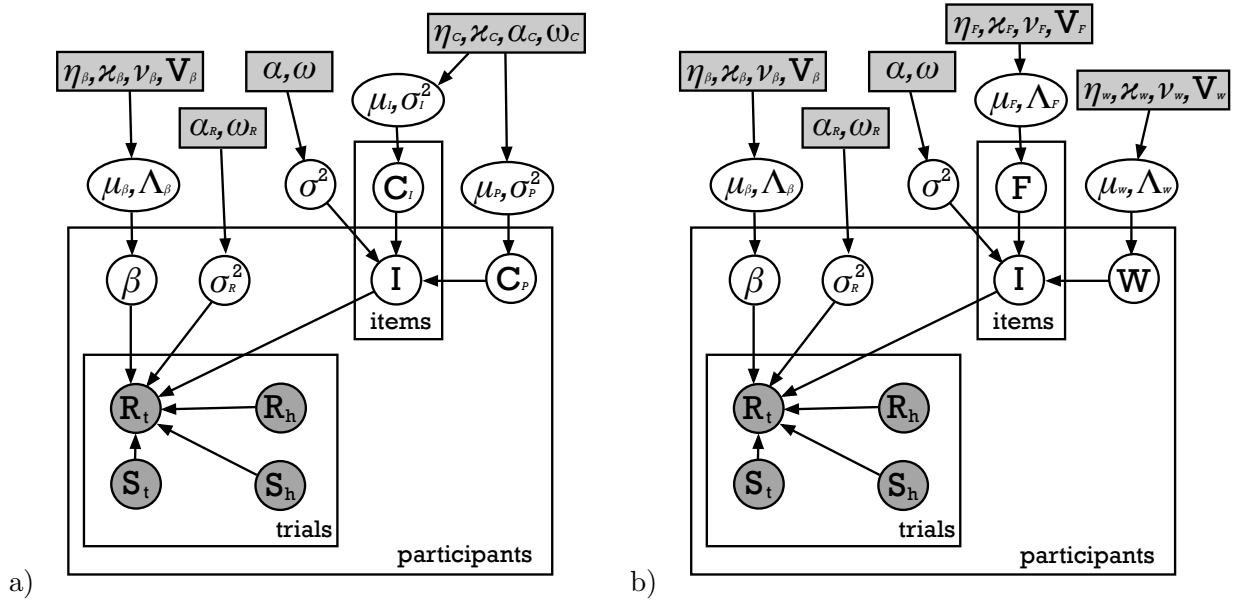 η_C, ϰ_C, α_C, ω_C
η_β, ϰ_β, ν_β, V_β
α, ω
μ_I, σ_I^2
α_R, ω_R
μ_β, Λ_β
σ^2
C_I
μ_P, σ_P^2
β
σ_R^2
I
C_P
items
R_t
R_h
S_t
S_h
trials
participants
a)
η_F, ϰ_F, ν_F, V_F
η_β, ϰ_β, ν_β, V_β
α, ω
μ_F, Λ_F
η_W, ϰ_W, ν_W, V_W
α_R, ω_R
μ_β, Λ_β
σ^2
F
μ_W, Λ_W
β
σ_R^2
I
W
items
R_t
R_h
S_t
S_h
trials
participants
b)